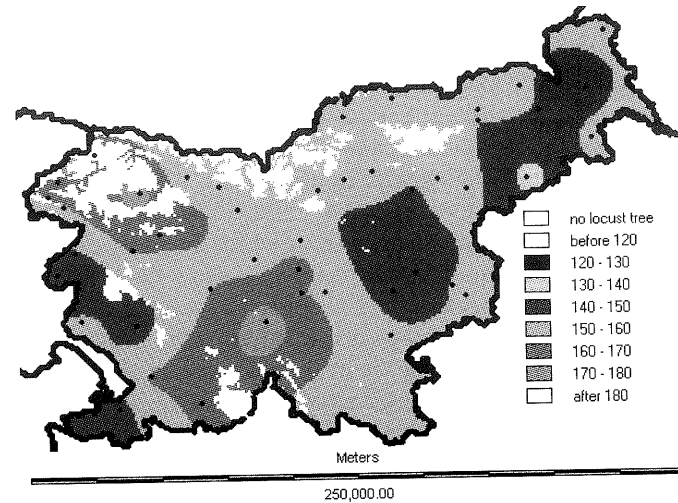 no locust tree
before 120
120 - 130
130 - 140
140 - 150
150 - 160
160 - 170
170 - 180
after 180
Meters
250,000.00